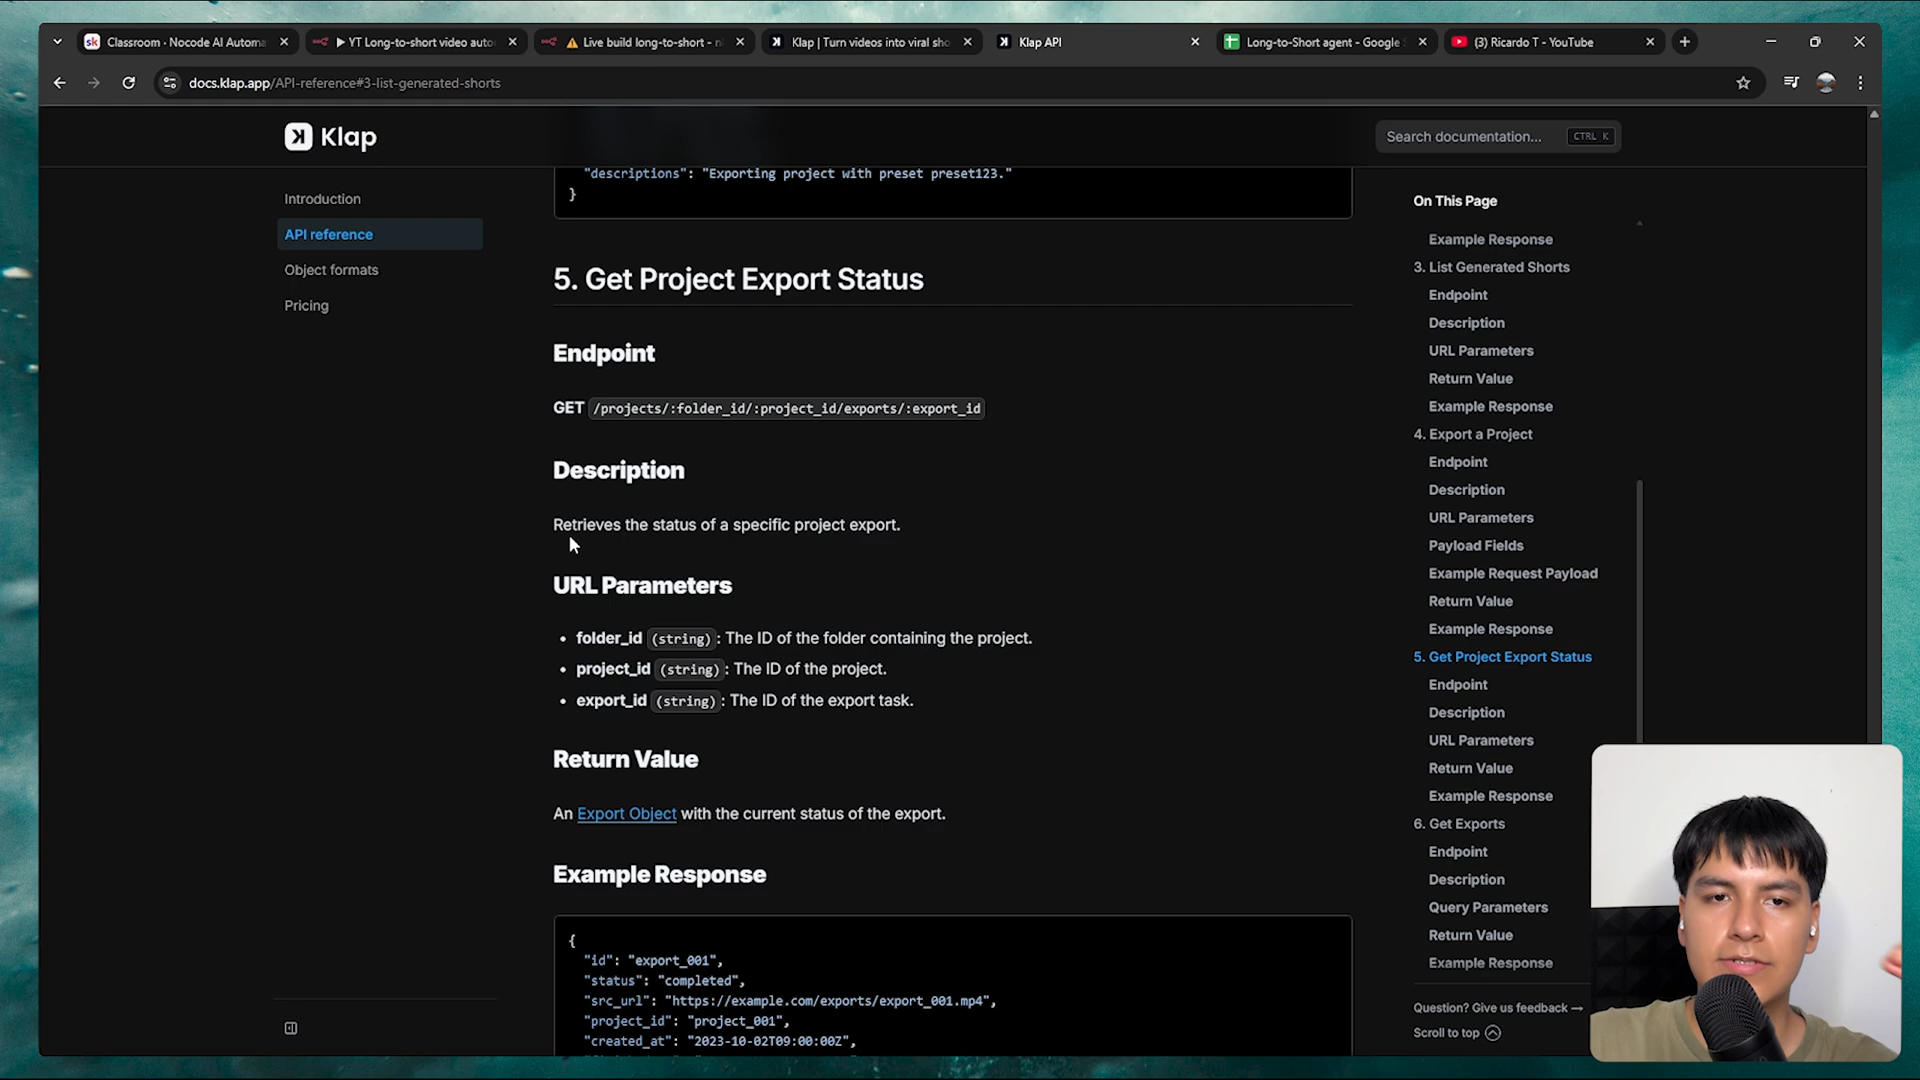 sk Classroom · Nocode AI Automa
▶ YT Long-to-short video auto
Live build long-to-short - n
Klap | Turn videos into viral sho
Klap API
Long-to-Short agent - Google S
(3) Ricardo T - YouTube
docs.klap.app/API-reference#3-list-generated-shorts
Klap
Search documentation...
CTRL K
Introduction
API reference
Object formats
Pricing
"descriptions": "Exporting project with preset preset123."
}
5. Get Project Export Status
Endpoint
GET /projects/:folder_id/:project_id/exports/:export_id
Description
Retrieves the status of a specific project export.
URL Parameters
• folder_id (string): The ID of the folder containing the project.
• project_id (string): The ID of the project.
• export_id (string): The ID of the export task.
Return Value
An Export Object with the current status of the export.
Example Response
{
"id": "export_001",
"status": "completed",
"src_url": "https://example.com/exports/export_001.mp4",
"project_id": "project_001",
"created_at": "2023-10-02T09:00:00Z",
On This Page
Example Response
3. List Generated Shorts
Endpoint
Description
URL Parameters
Return Value
Example Response
4. Export a Project
Endpoint
Description
URL Parameters
Payload Fields
Example Request Payload
Return Value
Example Response
5. Get Project Export Status
Endpoint
Description
URL Parameters
Return Value
Example Response
6. Get Exports
Endpoint
Description
Query Parameters
Return Value
Example Response
Question? Give us feedback →
Scroll to top